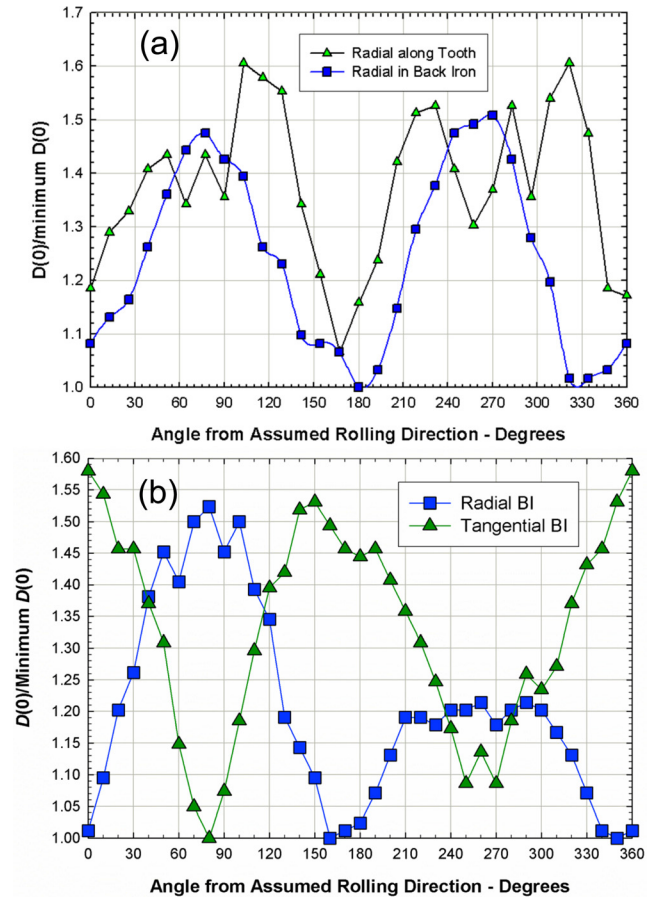 (a)
Radial along Tooth
Radial in Back Iron
D(0)/minimum D(0)
1.7
1.6
1.5
1.4
1.3
1.2
1.1
1.0
0 30 60 90 120 150 180 210 240 270 300 330 360
Angle from Assumed Rolling Direction - Degrees
(b)
Radial BI
Tangential BI
D(0)/Minimum D(0)
1.60
1.55
1.50
1.45
1.40
1.35
1.30
1.25
1.20
1.15
1.10
1.05
1.00
0 30 60 90 120 150 180 210 240 270 300 330 360
Angle from Assumed Rolling Direction - Degrees